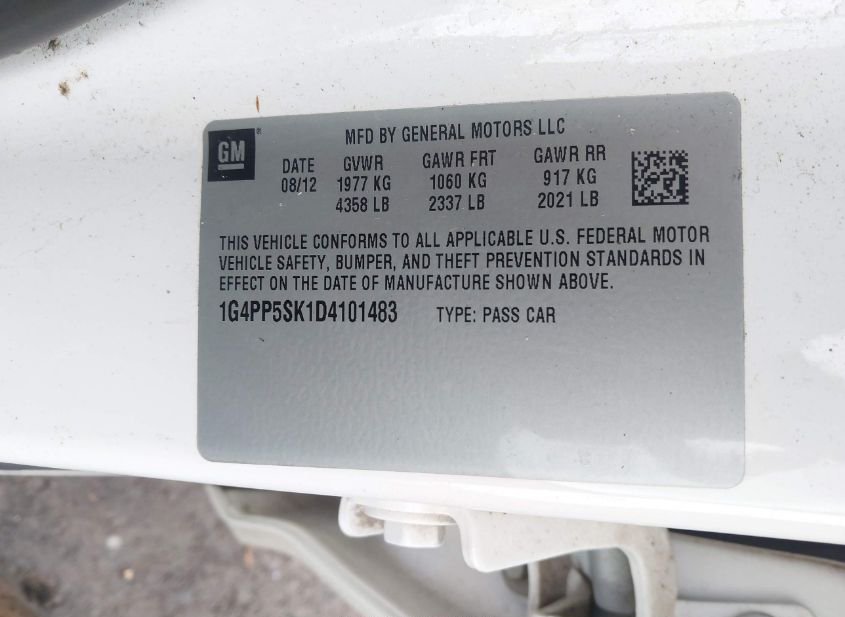 GM®
MFD BY GENERAL MOTORS LLC
DATE GVWR GAWR FRT GAWR RR
08/12 1977 KG 1060 KG 917 KG
4358 LB 2337 LB 2021 LB
THIS VEHICLE CONFORMS TO ALL APPLICABLE U.S. FEDERAL MOTOR
VEHICLE SAFETY, BUMPER, AND THEFT PREVENTION STANDARDS IN
EFFECT ON THE DATE OF MANUFACTURE SHOWN ABOVE.
1G4PP5SK1D4101483 TYPE: PASS CAR